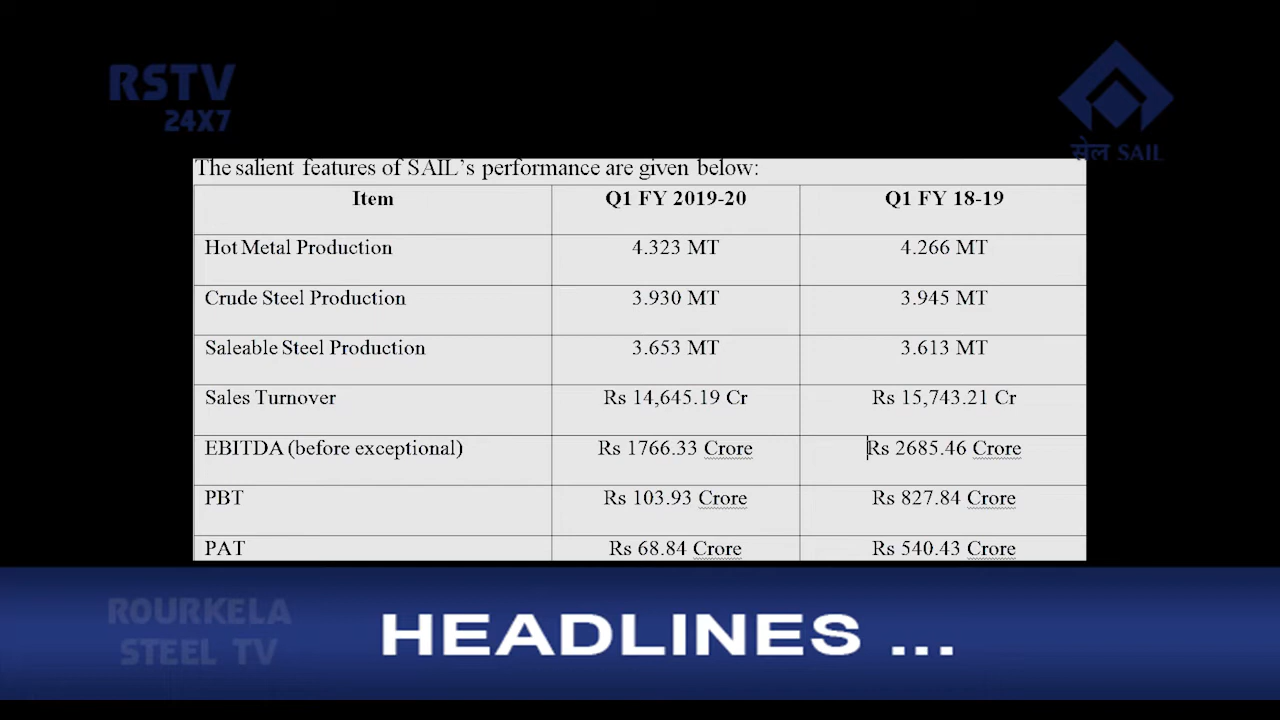 RSTV
24X7
सेल SAIL
The salient features of SAIL's performance are given below:
Item Q1 FY 2019-20 Q1 FY 18-19
Hot Metal Production 4.323 MT 4.266 MT
Crude Steel Production 3.930 MT 3.945 MT
Saleable Steel Production 3.653 MT 3.613 MT
Sales Turnover Rs 14,645.19 Cr Rs 15,743.21 Cr
EBITDA (before exceptional) Rs 1766.33 Crore Rs 2685.46 Crore
PBT Rs 103.93 Crore Rs 827.84 Crore
PAT Rs 68.84 Crore Rs 540.43 Crore
ROURKELA
STEEL TV
HEADLINES ...